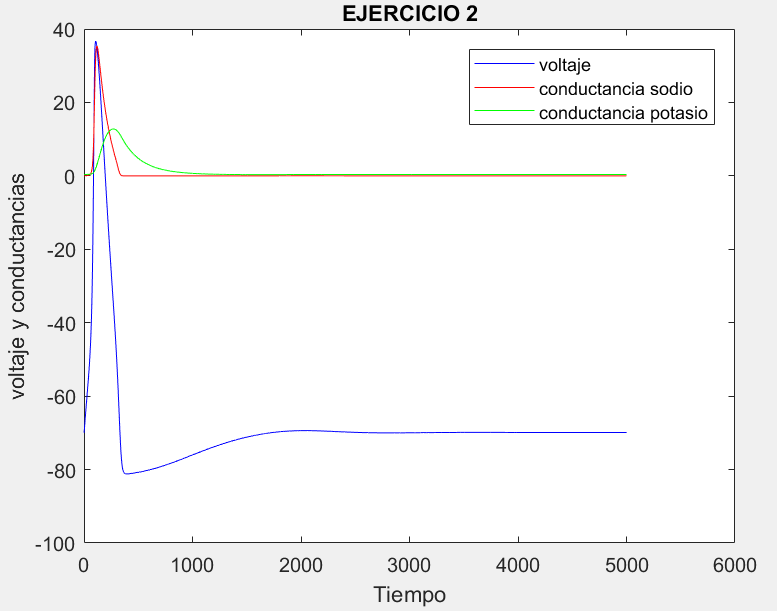 EJERCICIO 2
voltaje
conductancia sodio
conductancia potasio
voltaje y conductancias
40
20
0
-20
-40
-60
-80
-100
0 1000 2000 3000 4000 5000 6000
Tiempo